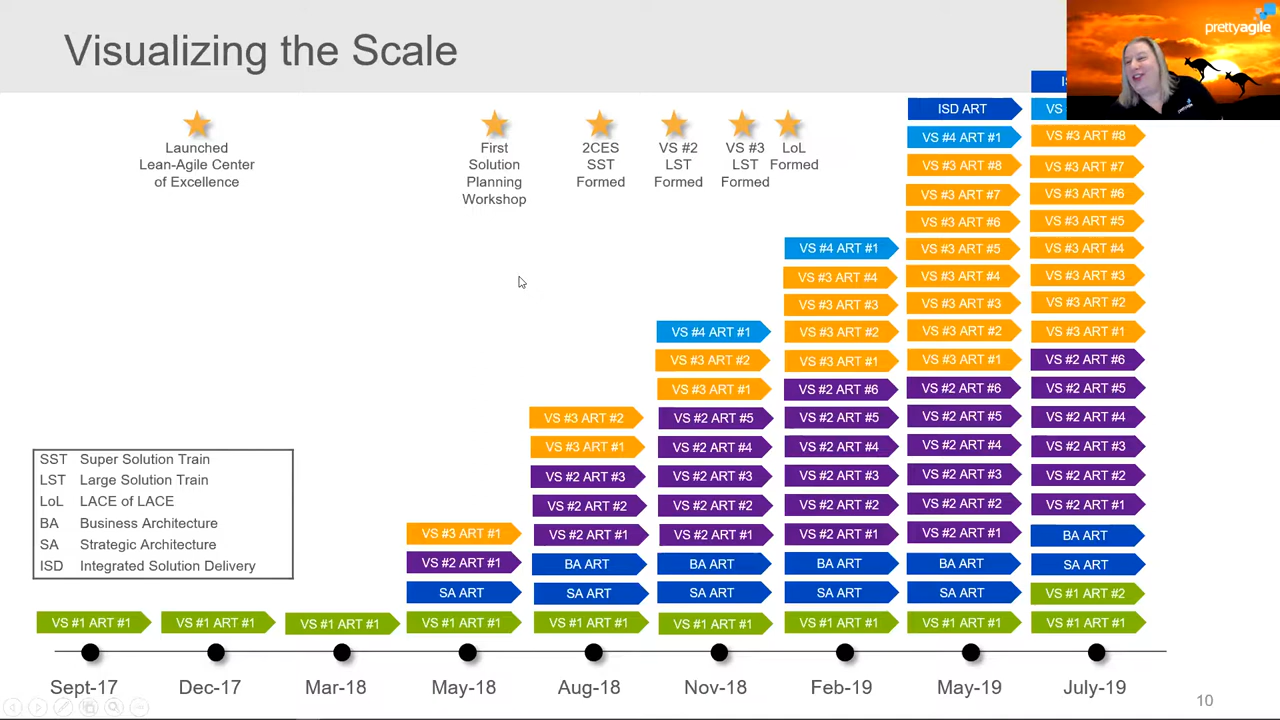 Visualizing the Scale
prettyagile
Launched
Lean-Agile Center
of Excellence
First
Solution
Planning
Workshop
2CES
SST
Formed
VS #2
LST
Formed
VS #3
LST
Formed
LoL
Formed
SST Super Solution Train
LST Large Solution Train
LoL LACE of LACE
BA Business Architecture
SA Strategic Architecture
ISD Integrated Solution Delivery
VS #1 ART #1
VS #1 ART #1
VS #1 ART #1
VS #3 ART #1
VS #2 ART #1
SA ART
VS #1 ART #1
VS #3 ART #2
VS #3 ART #1
VS #2 ART #3
VS #2 ART #2
VS #2 ART #1
BA ART
SA ART
VS #1 ART #1
VS #4 ART #1
VS #3 ART #2
VS #3 ART #1
VS #2 ART #5
VS #2 ART #4
VS #2 ART #3
VS #2 ART #2
VS #2 ART #1
BA ART
SA ART
VS #1 ART #1
VS #4 ART #1
VS #3 ART #4
VS #3 ART #3
VS #3 ART #2
VS #3 ART #1
VS #2 ART #6
VS #2 ART #5
VS #2 ART #4
VS #2 ART #3
VS #2 ART #2
VS #2 ART #1
BA ART
SA ART
VS #1 ART #1
ISD ART
VS #4 ART #1
VS #3 ART #8
VS #3 ART #7
VS #3 ART #6
VS #3 ART #5
VS #3 ART #4
VS #3 ART #3
VS #3 ART #2
VS #3 ART #1
VS #2 ART #6
VS #2 ART #5
VS #2 ART #4
VS #2 ART #3
VS #2 ART #2
VS #2 ART #1
BA ART
SA ART
VS #1 ART #1
VS
VS #3 ART #8
VS #3 ART #7
VS #3 ART #6
VS #3 ART #5
VS #3 ART #4
VS #3 ART #3
VS #3 ART #2
VS #3 ART #1
VS #2 ART #6
VS #2 ART #5
VS #2 ART #4
VS #2 ART #3
VS #2 ART #2
VS #2 ART #1
BA ART
SA ART
VS #1 ART #2
VS #1 ART #1
Sept-17
Dec-17
Mar-18
May-18
Aug-18
Nov-18
Feb-19
May-19
July-19
10